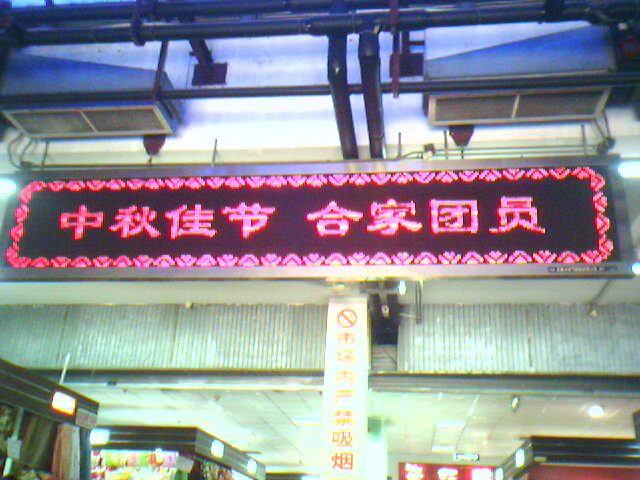 中秋佳节 合家团员
市场内严禁吸烟